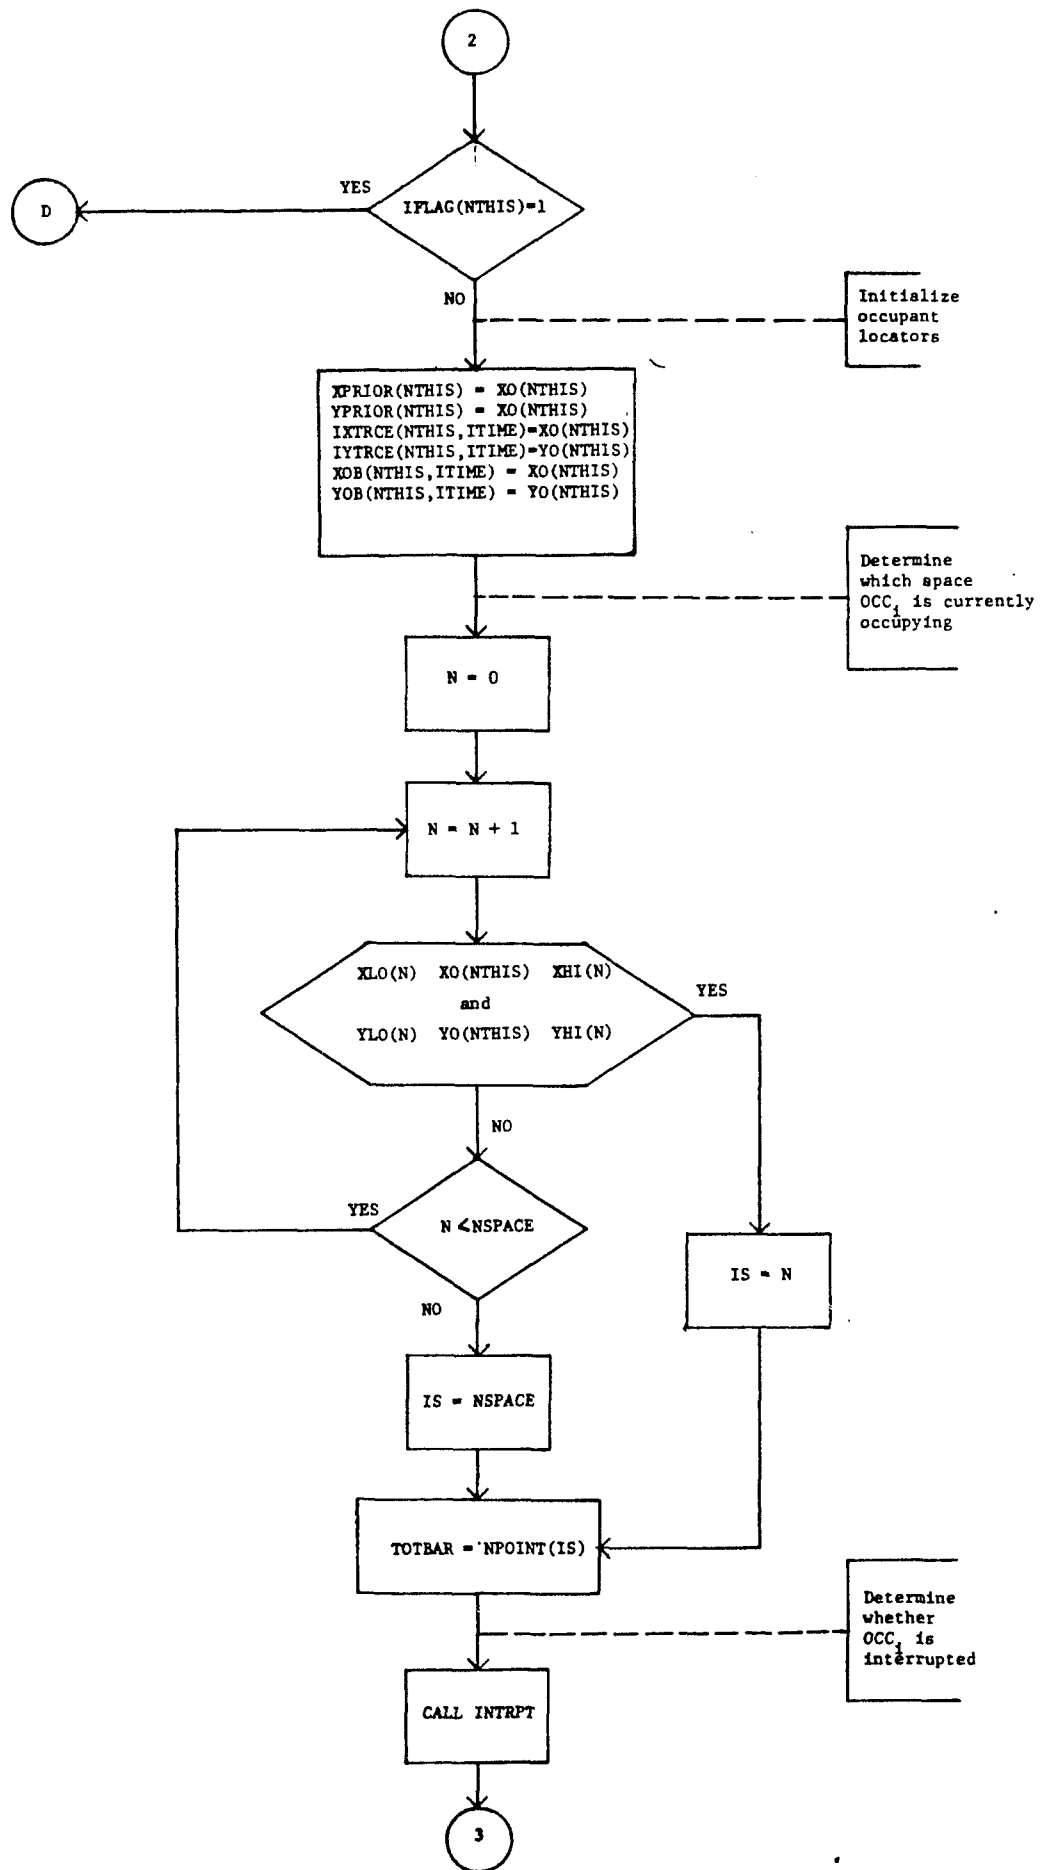 2
YES
D
IFLAG(NTHIS)=1
NO
Initialize
occupant
locators
XPRIOR(NTHIS) = XO(NTHIS)
YPRIOR(NTHIS) = XO(NTHIS)
IXTRCE(NTHIS,ITIME)=XO(NTHIS)
IYTRCE(NTHIS,ITIME)=YO(NTHIS)
XOB(NTHIS,ITIME) = XO(NTHIS)
YOB(NTHIS,ITIME) = YO(NTHIS)
Determine
which space
OCCi is currently
occupying
N = 0
N = N + 1
XLO(N) XO(NTHIS) XHI(N)
and
YLO(N) YO(NTHIS) YHI(N)
YES
NO
YES
N <NSPACE
IS = N
NO
IS = NSPACE
TOTBAR = NPOINT(IS)
Determine
whether
OCCi is
interrupted
CALL INTRPT
3